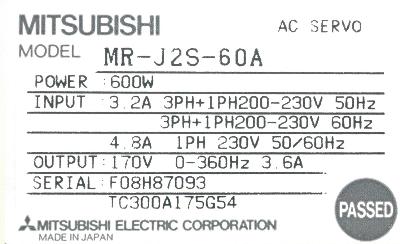 MITSUBISHI AC SERVO
MODEL MR-J2S-60A
POWER :600W
INPUT :3.2A 3PH+1PH200-230V 50Hz
3PH+1PH200-230V 60Hz
4.8A 1PH 230V 50/60Hz
OUTPUT:170V 0-360Hz 3.6A
SERIAL:F08H87093
TC300A175G54
PASSED
MITSUBISHI ELECTRIC CORPORATION
MADE IN JAPAN